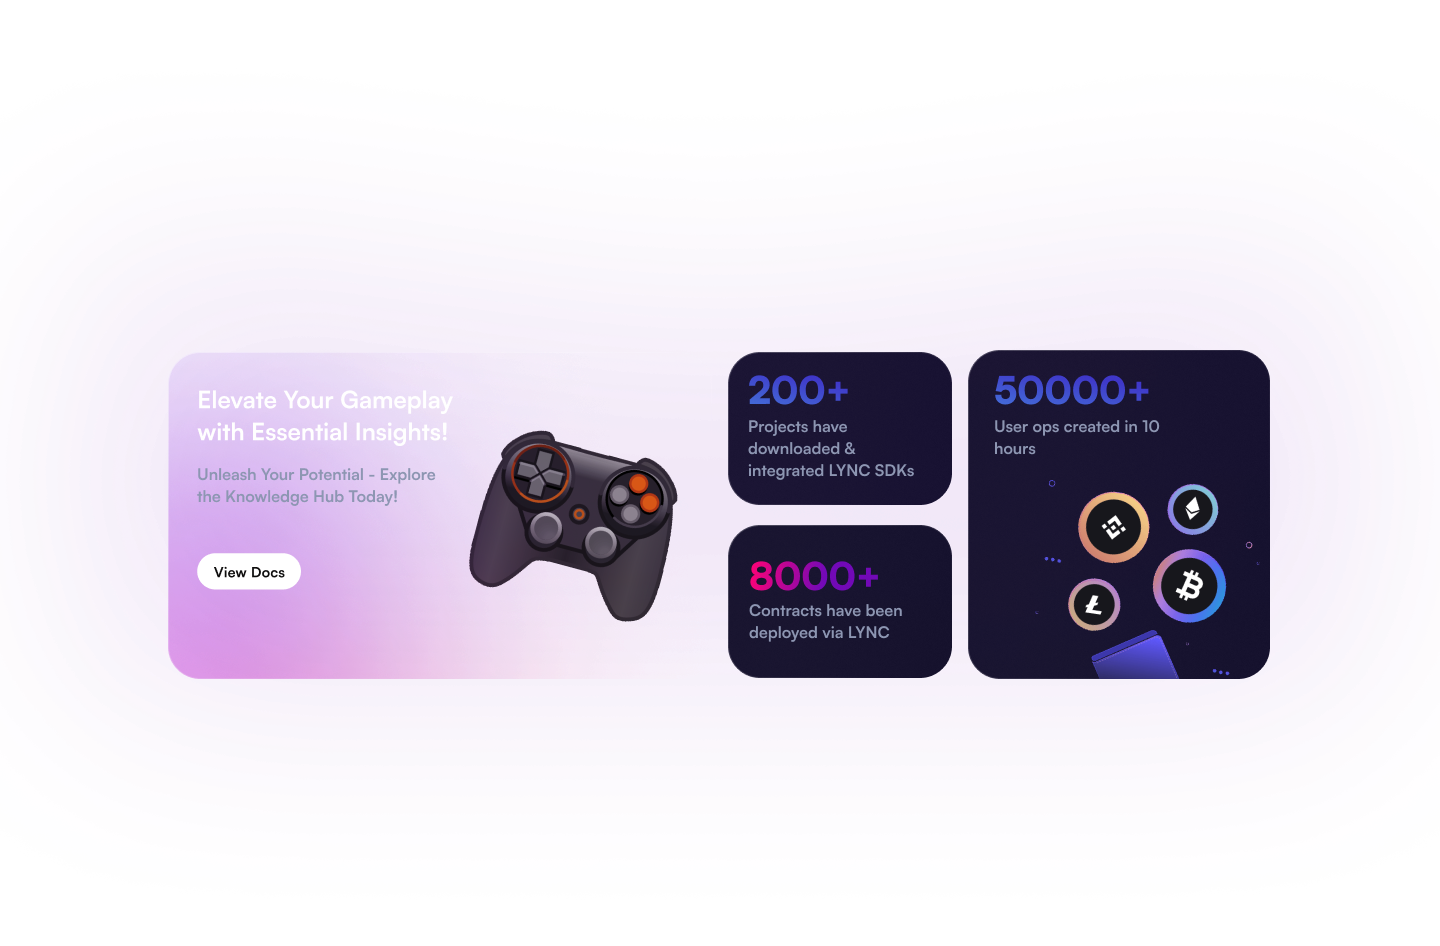 Elevate Your Gameplay
with Essential Insights!
Unleash Your Potential - Explore
the Knowledge Hub Today!
View Docs
200+
Projects have
downloaded &
integrated LYNC SDKs
8000+
Contracts have been
deployed via LYNC
50000+
User ops created in 10
hours